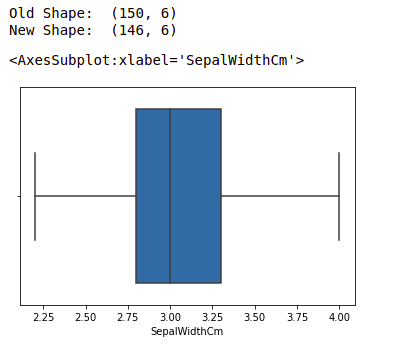 Old Shape:  (150, 6)
New Shape:  (146, 6)
<AxesSubplot:xlabel='SepalWidthCm'>
2.25 2.50 2.75 3.00 3.25 3.50 3.75 4.00
SepalWidthCm